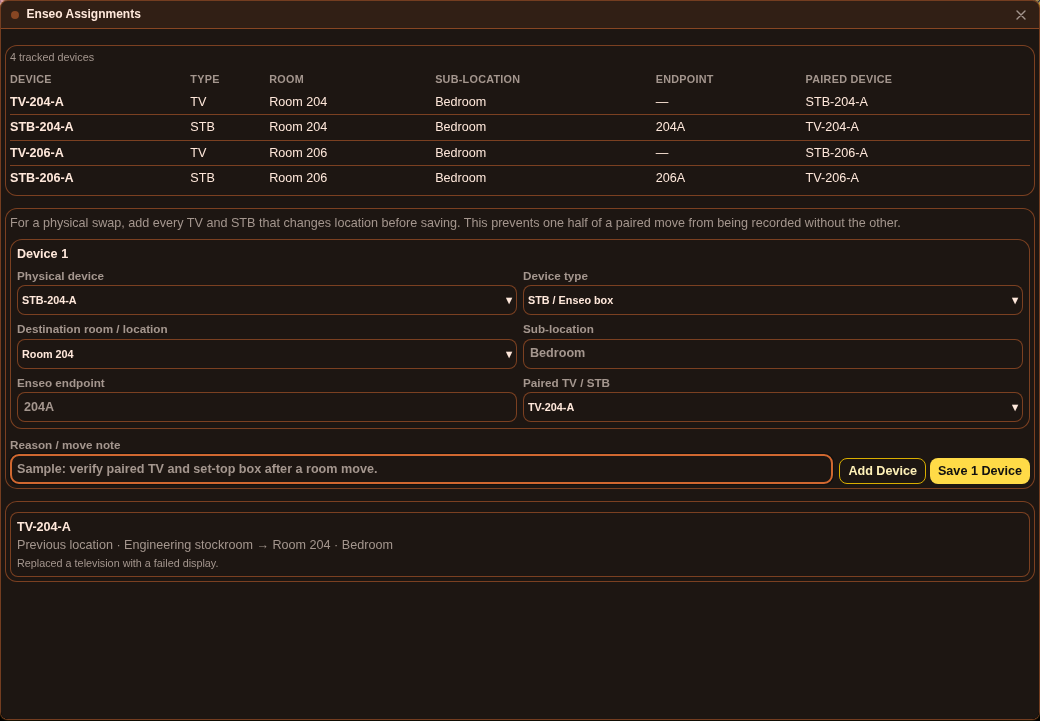 Enseo Assignments
4 tracked devices
DEVICE TYPE ROOM SUB-LOCATION ENDPOINT PAIRED DEVICE
TV-204-A TV Room 204 Bedroom — STB-204-A
STB-204-A STB Room 204 Bedroom 204A TV-204-A
TV-206-A TV Room 206 Bedroom — STB-206-A
STB-206-A STB Room 206 Bedroom 206A TV-206-A
For a physical swap, add every TV and STB that changes location before saving. This prevents one half of a paired move from being recorded without the other.
Device 1
Physical device Device type
STB-204-A STB / Enseo box
Destination room / location Sub-location
Room 204 Bedroom
Enseo endpoint Paired TV / STB
204A TV-204-A
Reason / move note
Sample: verify paired TV and set-top box after a room move. Add Device Save 1 Device
TV-204-A
Previous location · Engineering stockroom → Room 204 · Bedroom
Replaced a television with a failed display.